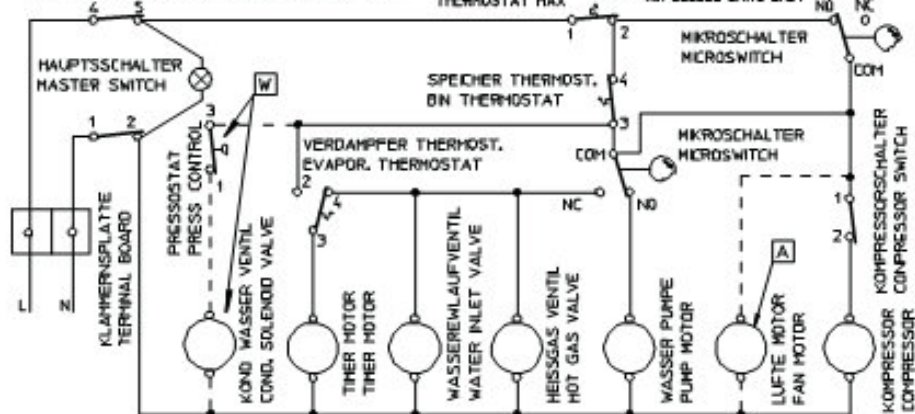 THERMOSTAT MAX
4
5
1
2
NO
NC
HAUPTSSCHALTER
MASTER SWITCH
MIKROSCHALTER
MICROSWITCH
COM
SPEICHER THERMOST.
BIN THERMOSTAT
4
3
W
1
2
3
1
PRESSOSTAT
PRESS CONTROL
VERDAMPFER THERMOST.
EVAPOR. THERMOSTAT
2
4
3
COM
NC
NO
MIKROSCHALTER
MICROSWITCH
KOMPRESSORSCHALTER
CONPRESSOR SWITCH
1
2
A
L
N
KLAMMERNSPLATTE
TERMINAL BOARD
KOND WASSER VENTIL
COND. SOLENOID VALVE
TIMER MOTOR
TIMER MOTOR
WASSEREWLAUFVENTIL
WATER INLET VALVE
HEISSGAS VENTIL
HOT GAS VALVE
WASSER PUMPE
PUMP MOTOR
LUFTE MOTOR
FAN MOTOR
KOMPRESSOR
COMPRESSOR